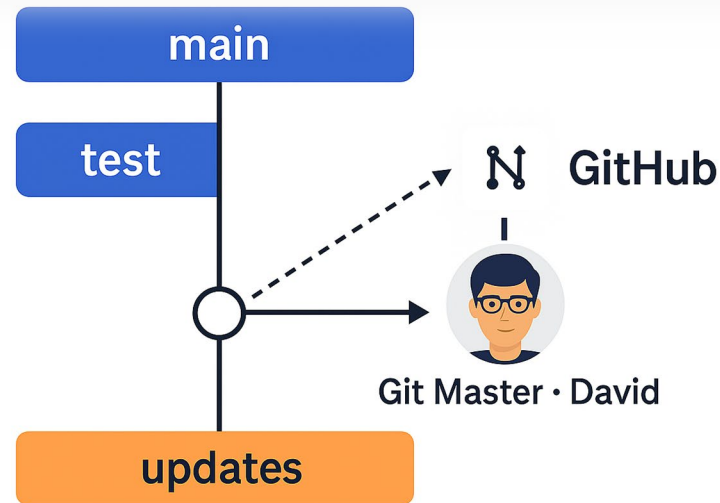 main
test
GitHub
Git Master · David
updates